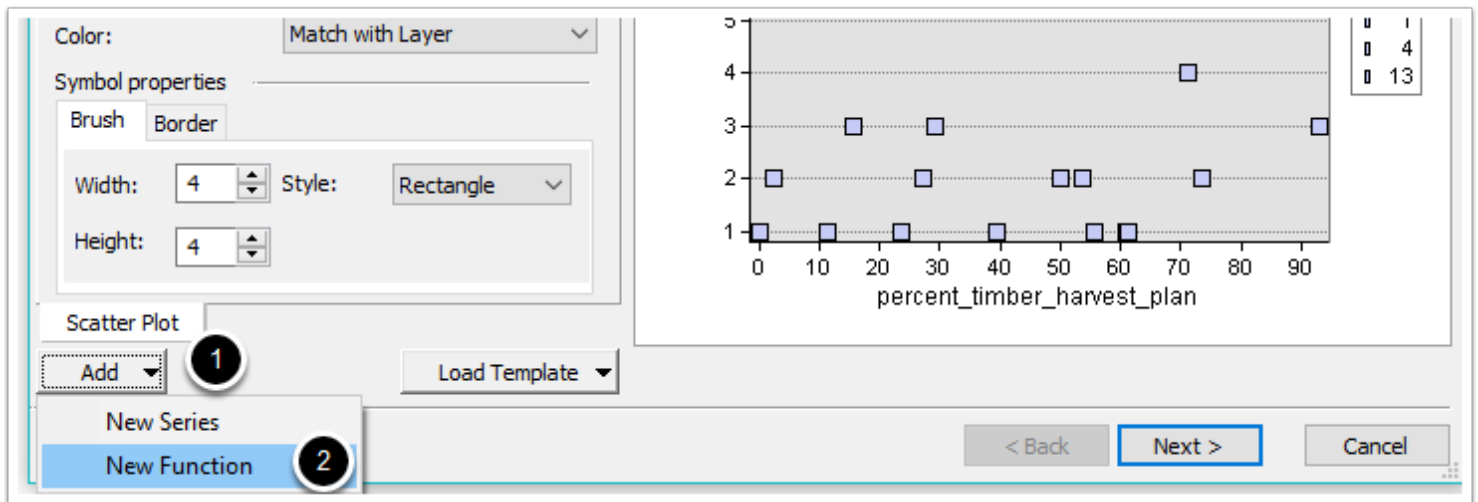 Color: Match with Layer
Symbol properties
Brush Border
Width: 4 Style: Rectangle
Height: 4
Scatter Plot
Add 1 Load Template
New Series
New Function 2
5
4
3
2
1
0 10 20 30 40 50 60 70 80 90
percent_timber_harvest_plan
1
4
13
< Back Next > Cancel